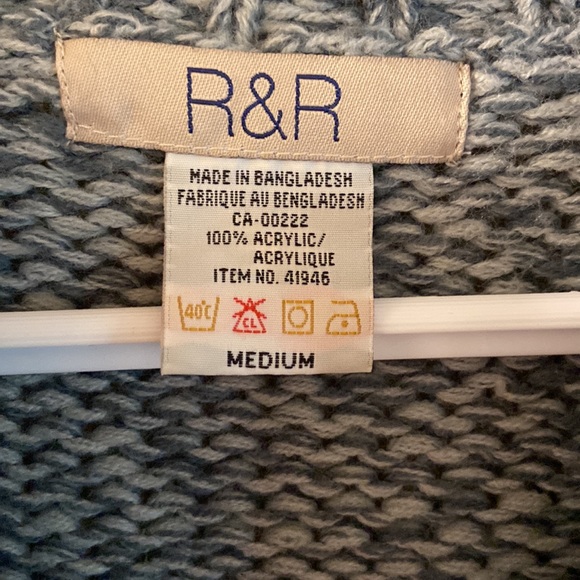 R&R
MADE IN BANGLADESH
FABRIQUE AU BENGLADESH
CA-00222
100% ACRYLIC/
ACRYLIQUE
ITEM NO. 41946
40°C CL
MEDIUM